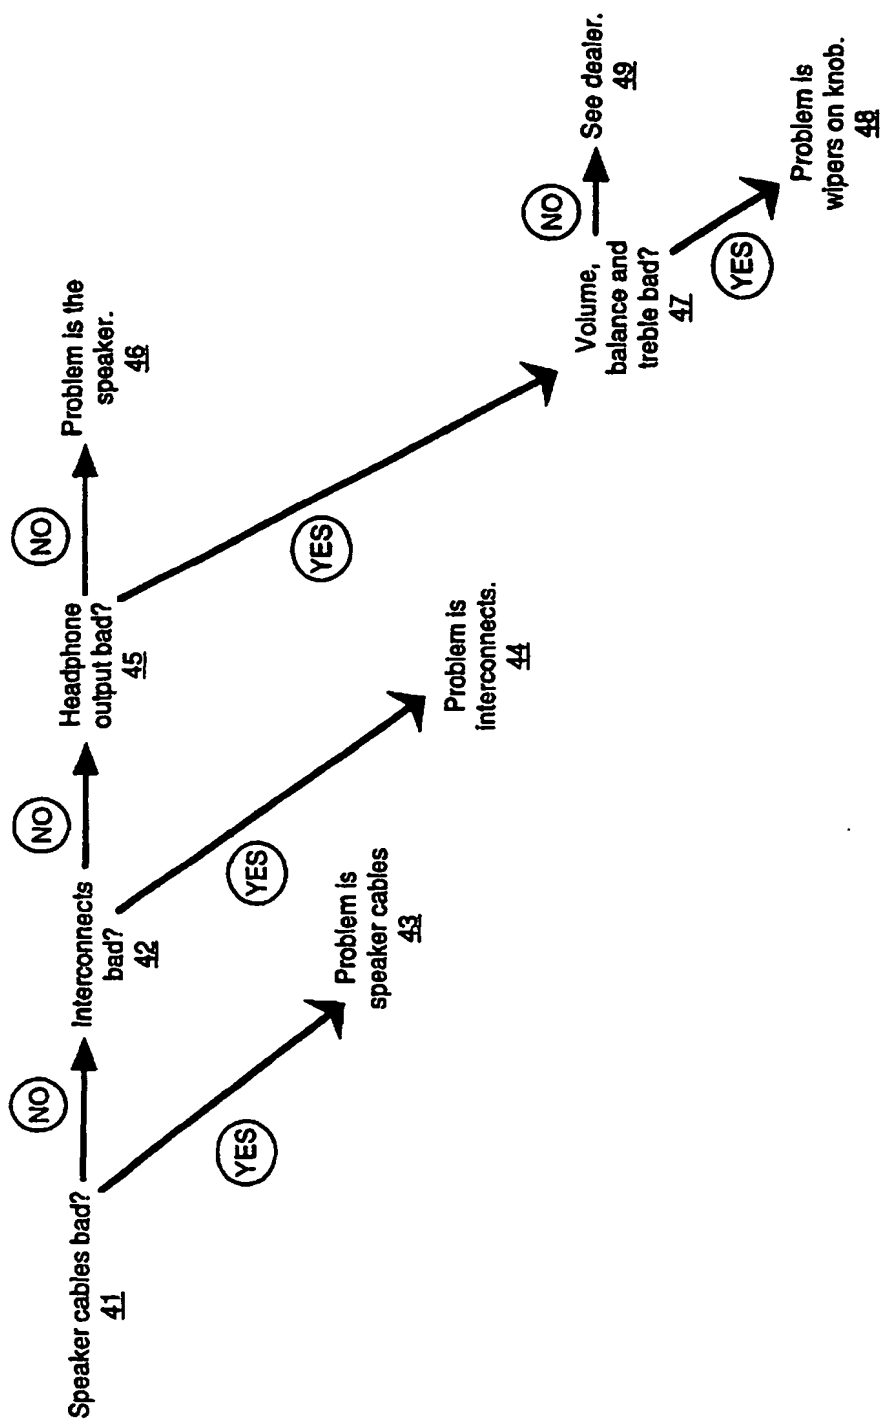 Speaker cables bad?
41
NO
YES
Interconnects
bad?
42
Problem is
speaker cables
43
NO
YES
Headphone
output bad?
45
Problem is
interconnects.
44
NO
YES
Problem is the
speaker.
46
Volume,
balance and
treble bad?
47
NO
YES
See dealer.
49
Problem is
wipers on knob.
48